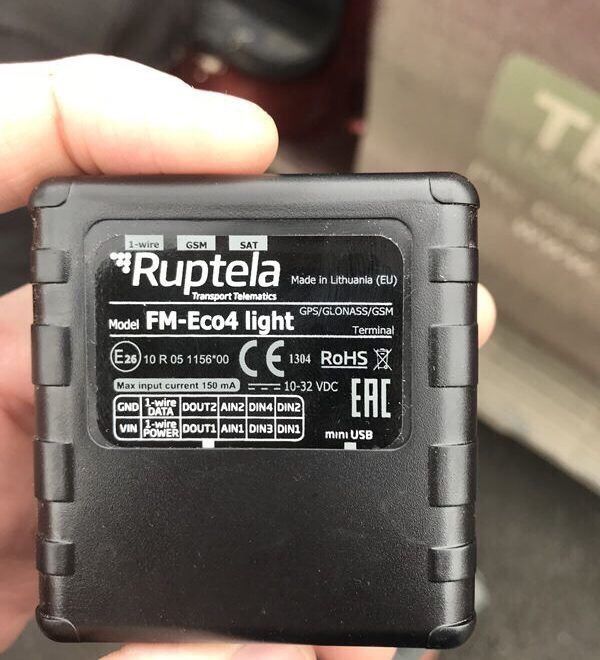 1-wire GSM SAT
Ruptela
Transport Telematics
Made in Lithuania (EU)
Model FM-Eco4 light
GPS/GLONASS/GSM
Terminal
E26 10 R 05 1156*00 CE 1304 RoHS
Max input current 150 mA 10-32 VDC
EAC
GND 1-wire DATA DOUT2 AIN2 DIN4 DIN2
VIN 1-wire POWER DOUT1 AIN1 DIN3 DIN1
mini USB